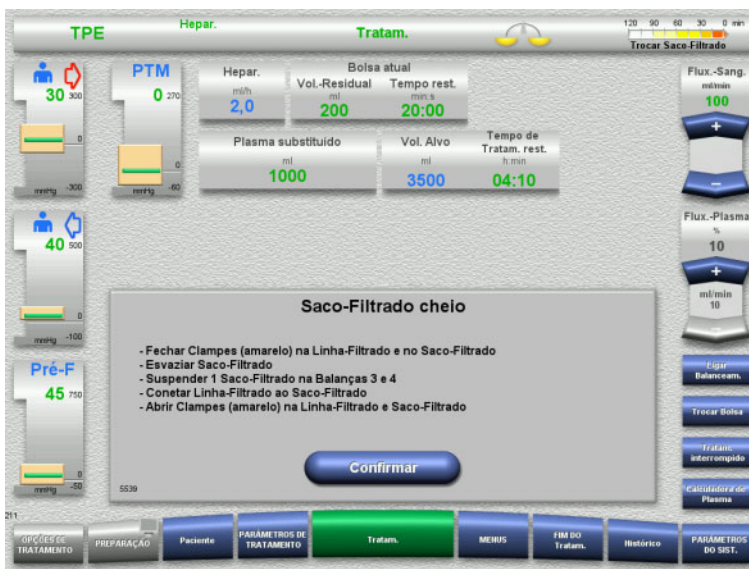 TPE
Hepar.
Tratam.
120 90 60 30 0 min
Trocar Saco-Filtrado
30 300
0
mmHg -300
PTM
0 270
0
mmHg -60
Hepar.
ml/h
2,0
Bolsa atual
Vol.-Residual Tempo rest.
ml min:s
200 20:00
Plasma substituido
ml
1000
Vol. Alvo
ml
3500
Tempo de
Tratam. rest.
h:min
04:10
Flux.-Sang.
ml/min
100
+
–
40 500
0
mmHg -100
Flux.-Plasma
%
10
+
ml/min
10
–
Pré-F
45 750
0
mmHg -50
Saco-Filtrado cheio
- Fechar Clampes (amarelo) na Linha-Filtrado e no Saco-Filtrado
- Esvaziar Saco-Filtrado
- Suspender 1 Saco-Filtrado na Balanças 3 e 4
- Conetar Linha-Filtrado ao Saco-Filtrado
- Abrir Clampes (amarelo) na Linha-Filtrado e Saco-Filtrado
Confirmar
5539
Ligar
Balanceam.
Trocar Bolsa
Tratam.
interrompido
Calculadora de
Plasma
211
OPÇÕES DE
TRATAMENTO
PREPARAÇAO
Paciente
PARÂMETROS DE
TRATAMENTO
Tratam.
MENUS
FIM DO
Tratam.
Histórico
PARÂMETROS
DO SIST.